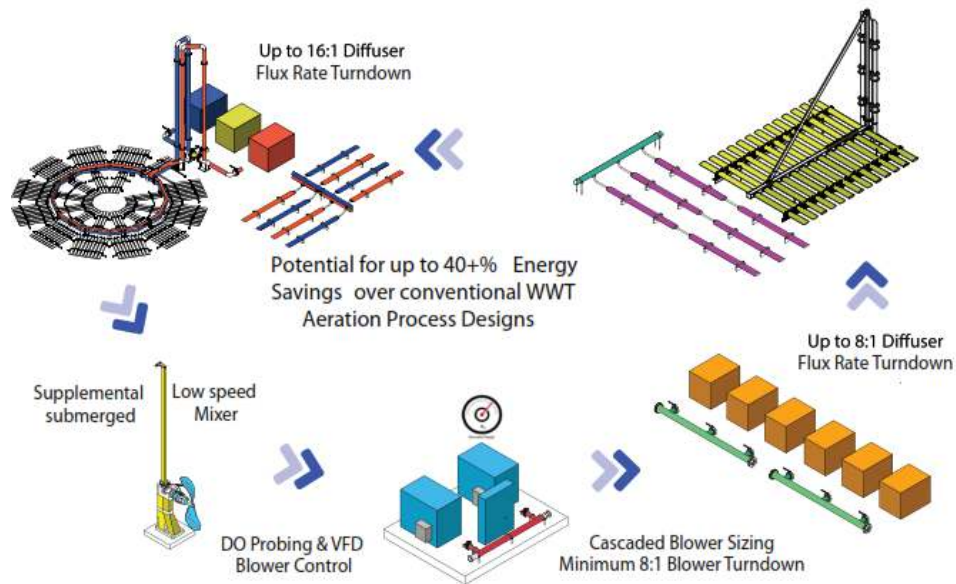 Up to 16:1 Diffuser
Flux Rate Turndown
Potential for up to 40+% Energy
Savings over conventional WWT
Aeration Process Designs
Up to 8:1 Diffuser
Flux Rate Turndown
Supplemental
submerged
Low speed
Mixer
DO Probing & VFD
Blower Control
Cascaded Blower Sizing
Minimum 8:1 Blower Turndown